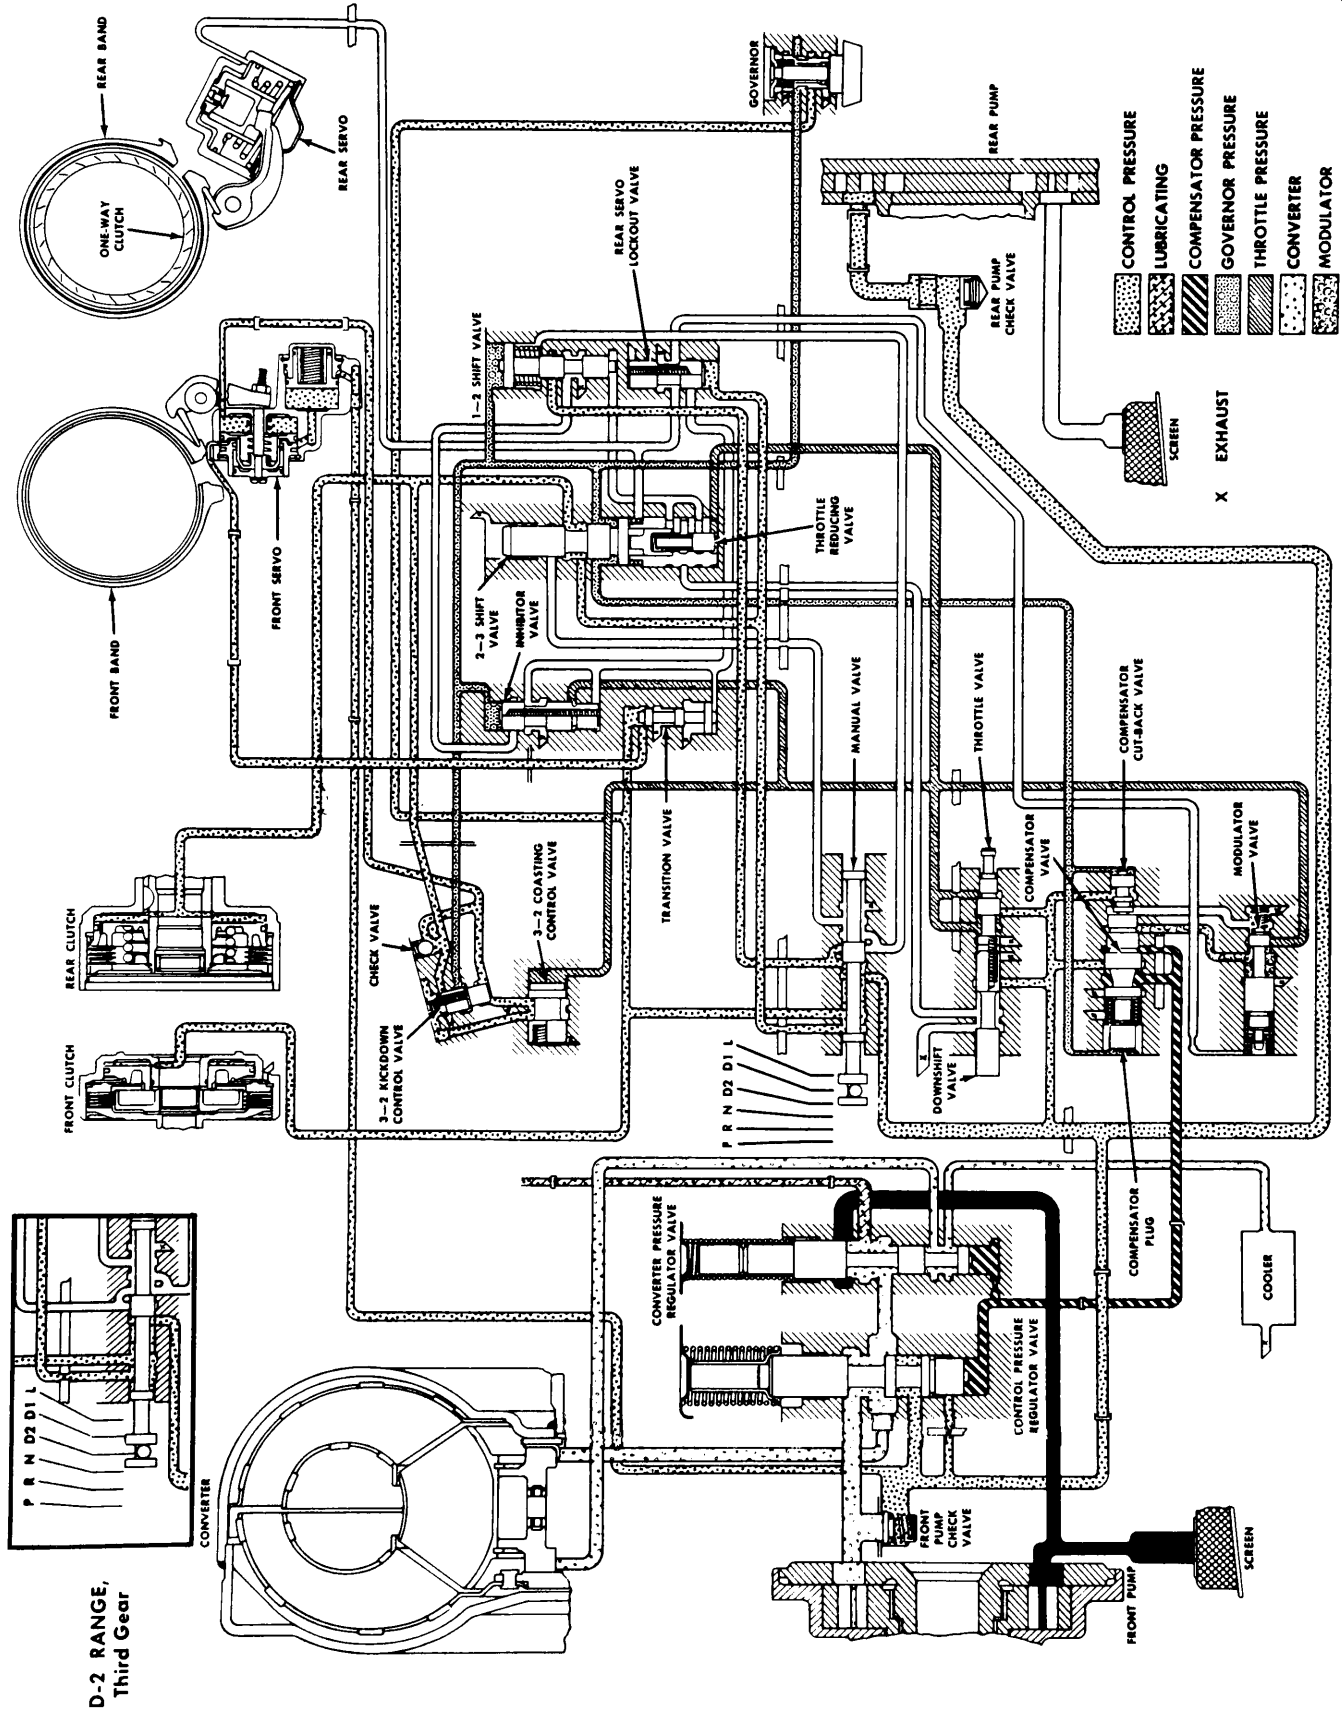 D-2 RANGE,
Third Gear
P R N D2 D1 L
CONVERTER
FRONT CLUTCH
REAR CLUTCH
FRONT BAND
FRONT SERVO
ONE-WAY
CLUTCH
REAR BAND
REAR SERVO
CHECK VALVE
3—2 KICKDOWN
CONTROL VALVE
3—2 COASTING
CONTROL VALVE
2—3 SHIFT
VALVE
INHIBITOR
VALVE
1—2 SHIFT VALVE
REAR SERVO
LOCKOUT VALVE
GOVERNOR
TRANSITION VALVE
THROTTLE
REDUCING
VALVE
P R N D2 D1 L
MANUAL VALVE
CONVERTER PRESSURE
REGULATOR VALVE
X
DOWNSHIFT
VALVE
THROTTLE VALVE
COMPENSATOR
VALVE
COMPENSATOR
CUT-BACK VALVE
MODULATOR
VALVE
REAR PUMP
REAR PUMP
CHECK VALVE
FRONT
PUMP
CHECK
VALVE
CONTROL PRESSURE
REGULATOR VALVE
COMPENSATOR
PLUG
FRONT PUMP
SCREEN
COOLER
SCREEN
X EXHAUST
CONTROL PRESSURE
LUBRICATING
COMPENSATOR PRESSURE
GOVERNOR PRESSURE
THROTTLE PRESSURE
CONVERTER
MODULATOR